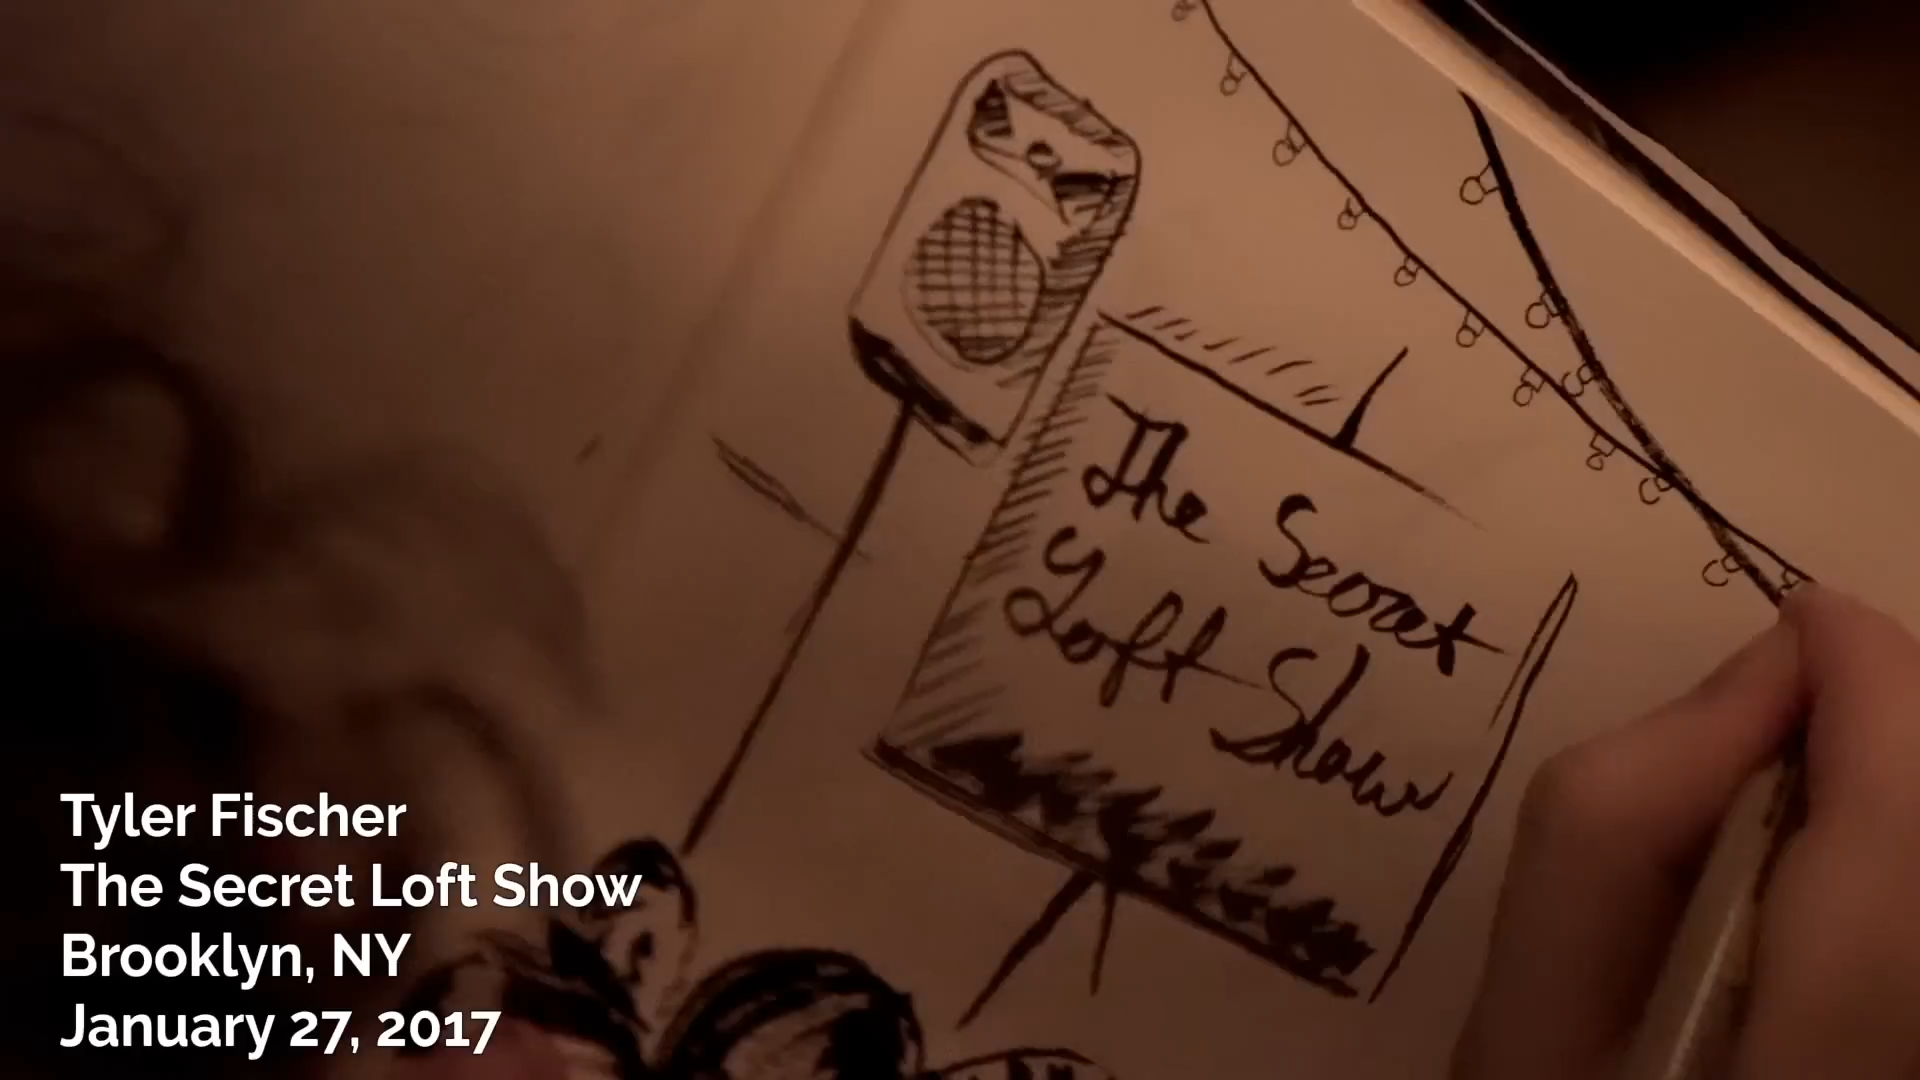 The Secret
Loft Show
Tyler Fischer
The Secret Loft Show
Brooklyn, NY
January 27, 2017